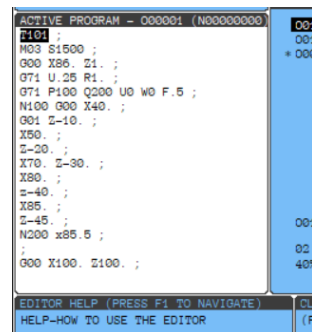 ACTIVE PROGRAM - O00001 (N00000000)
T101 ;
M03 S1500 ;
G00 X86. Z1. ;
G71 U.25 R1. ;
G71 P100 Q200 U0 W0 F.5 ;
N100 G00 X40. ;
G01 Z-10. ;
X50. ;
Z-20. ;
X70. Z-30. ;
X80. ;
z-40. ;
X85. ;
Z-45. ;
N200 x85.5 ;
;
G00 X100. Z100. ;
EDITOR HELP (PRESS F1 TO NAVIGATE)
HELP-HOW TO USE THE EDITOR